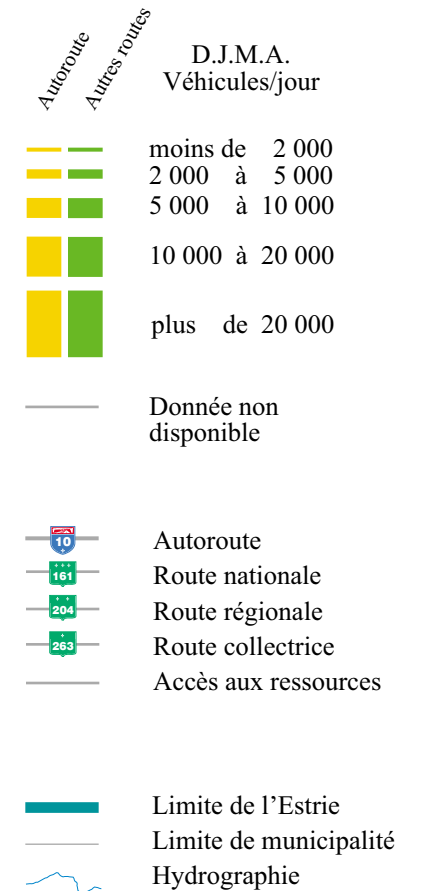 Autoroute
Autres routes
D.J.M.A.
Véhicules/jour
moins de 2 000
2 000 à 5 000
5 000 à 10 000
10 000 à 20 000
plus de 20 000
Donnée non
disponible
10 Autoroute
161 Route nationale
204 Route régionale
263 Route collectrice
Accès aux ressources
Limite de l’Estrie
Limite de municipalité
Hydrographie